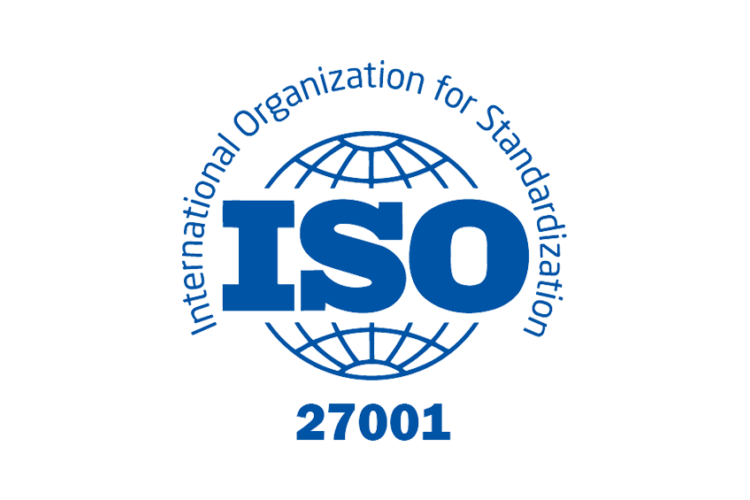 International Organization for Standardization
ISO
27001